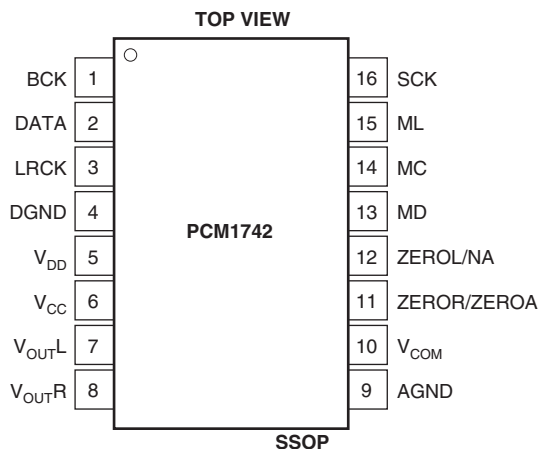 TOP VIEW
BCK 1 16 SCK
DATA 2 15 ML
LRCK 3 14 MC
DGND 4 13 MD
PCM1742
VDD 5 12 ZEROL/NA
VCC 6 11 ZEROR/ZEROA
VOUTL 7 10 VCOM
VOUTR 8 9 AGND
SSOP